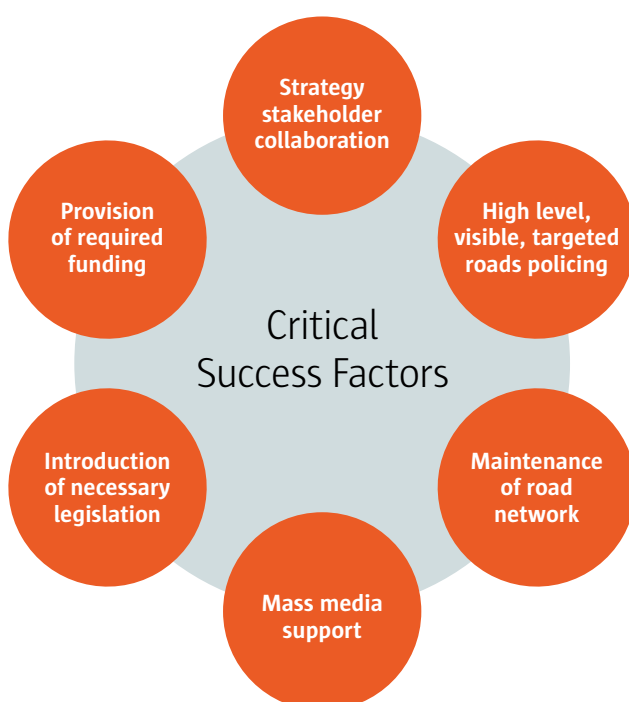 Strategy
stakeholder
collaboration
High level,
visible, targeted
roads policing
Maintenance
of road
network
Mass media
support
Introduction
of necessary
legislation
Provision
of required
funding
Critical
Success Factors